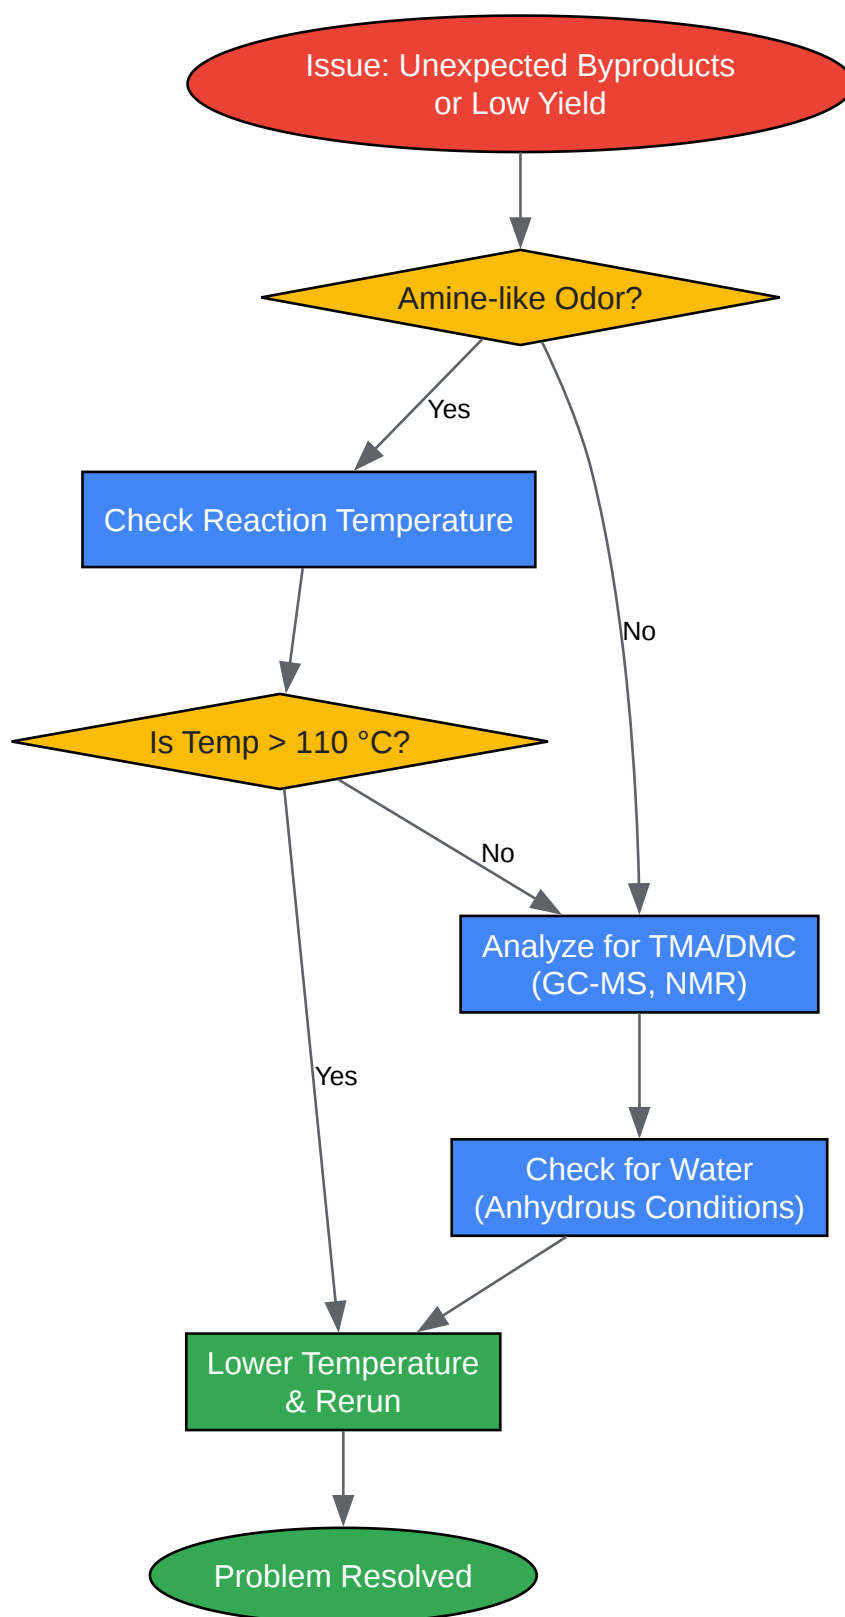 Issue: Unexpected Byproducts
or Low Yield
Amine-like Odor?
Yes
Check Reaction Temperature
No
Is Temp > 110 °C?
No
Analyze for TMA/DMC
(GC-MS, NMR)
Yes
Check for Water
(Anhydrous Conditions)
Lower Temperature
& Rerun
Problem Resolved